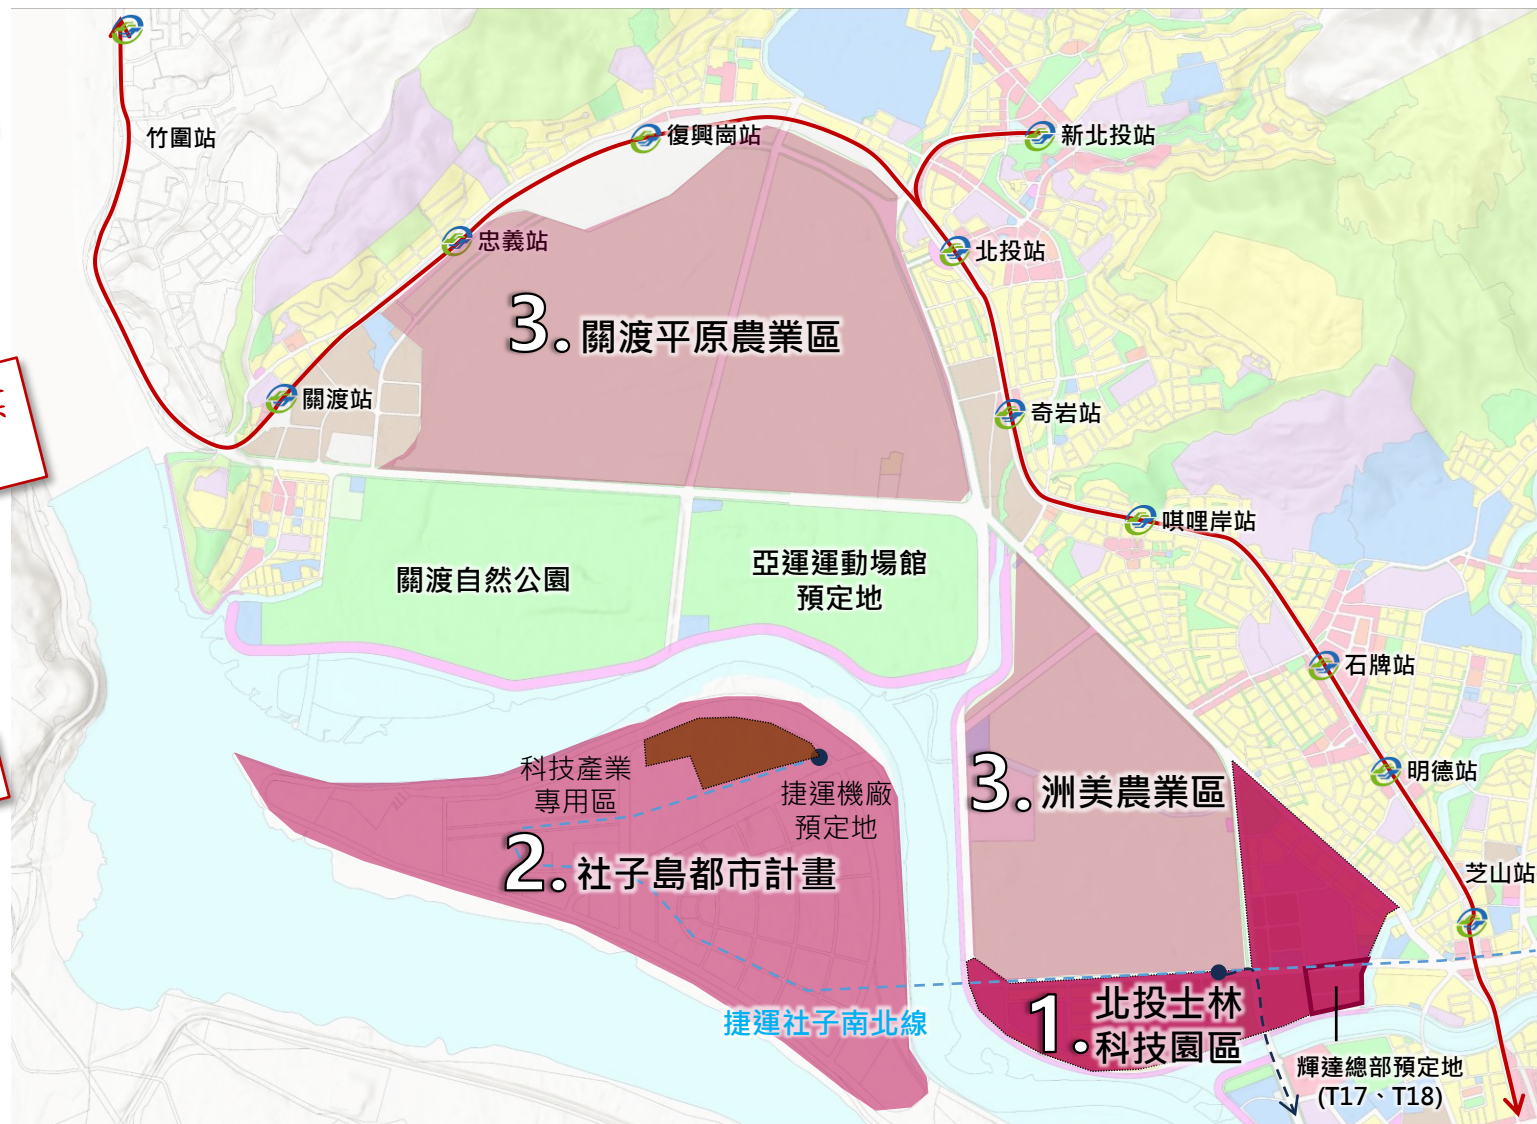 竹圍站
復興崗站
新北投站
忠義站
北投站
3.關渡平原農業區
關渡站
奇岩站
唭哩岸站
關渡自然公園
亞運運動場館
預定地
石牌站
科技產業
專用區
捷運機廠
預定地
3.洲美農業區
明德站
2.社子島都市計畫
芝山站
捷運社子南北線
1.北投士林
科技園區
輝達總部預定地
(T17、T18)